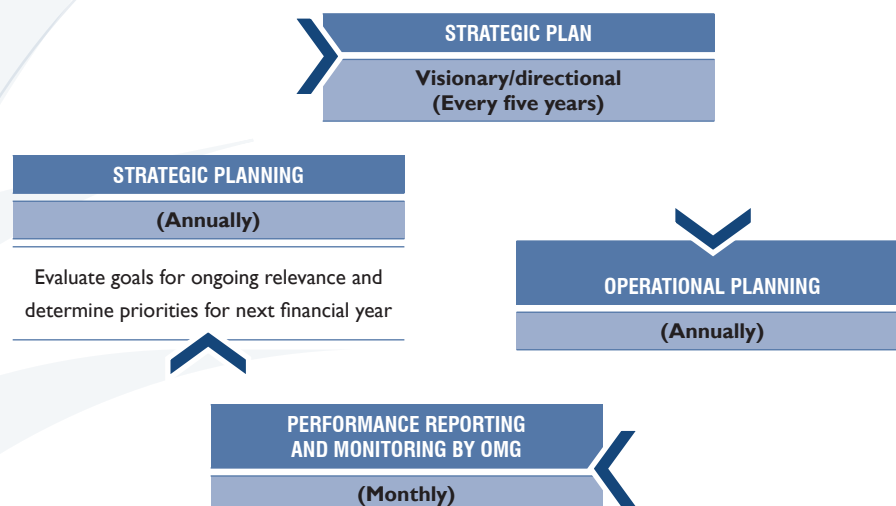 STRATEGIC PLAN
Visionary/directional
(Every five years)
STRATEGIC PLANNING
(Annually)
Evaluate goals for ongoing relevance and
determine priorities for next financial year
OPERATIONAL PLANNING
(Annually)
PERFORMANCE REPORTING
AND MONITORING BY OMG
(Monthly)